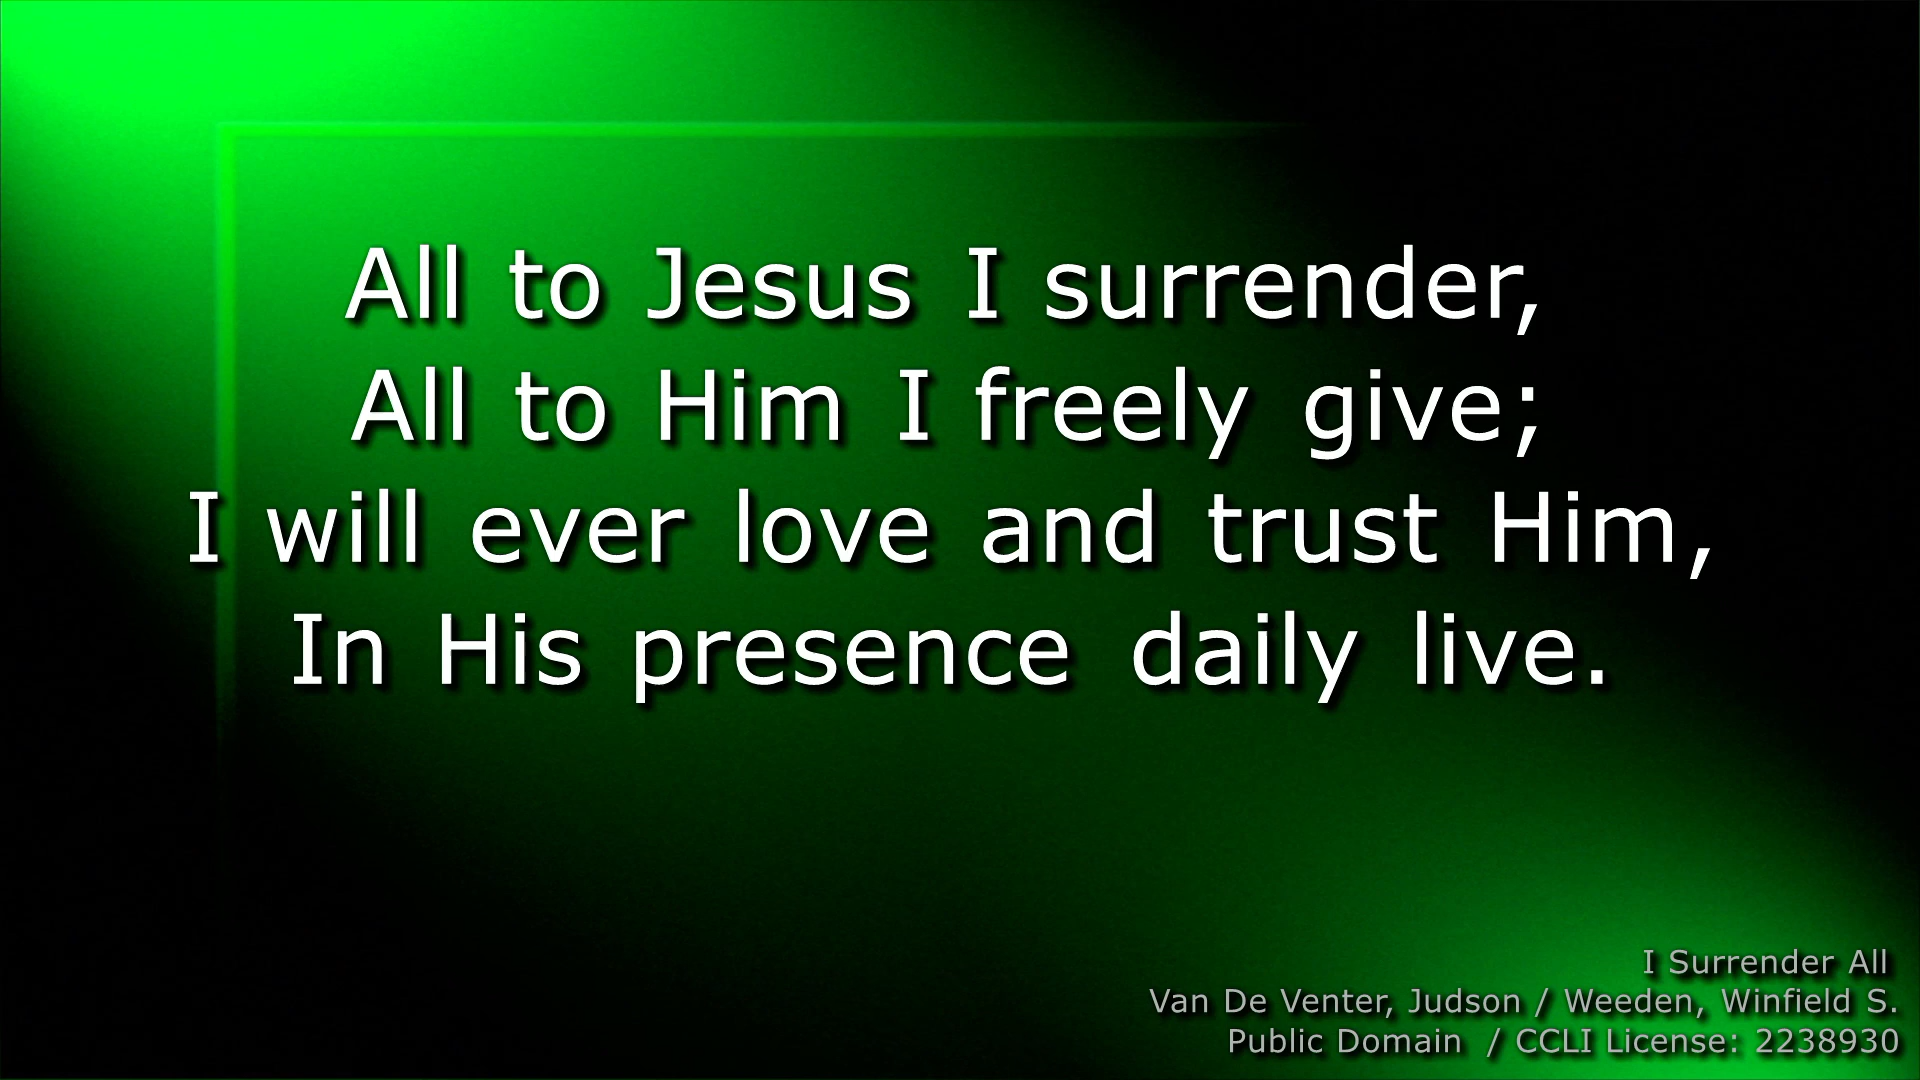 All to Jesus I surrender,
All to Him I freely give;
I will ever love and trust Him,
In His presence daily live.
I Surrender All
Van De Venter, Judson / Weeden, Winfield S.
Public Domain / CCLI License: 2238930